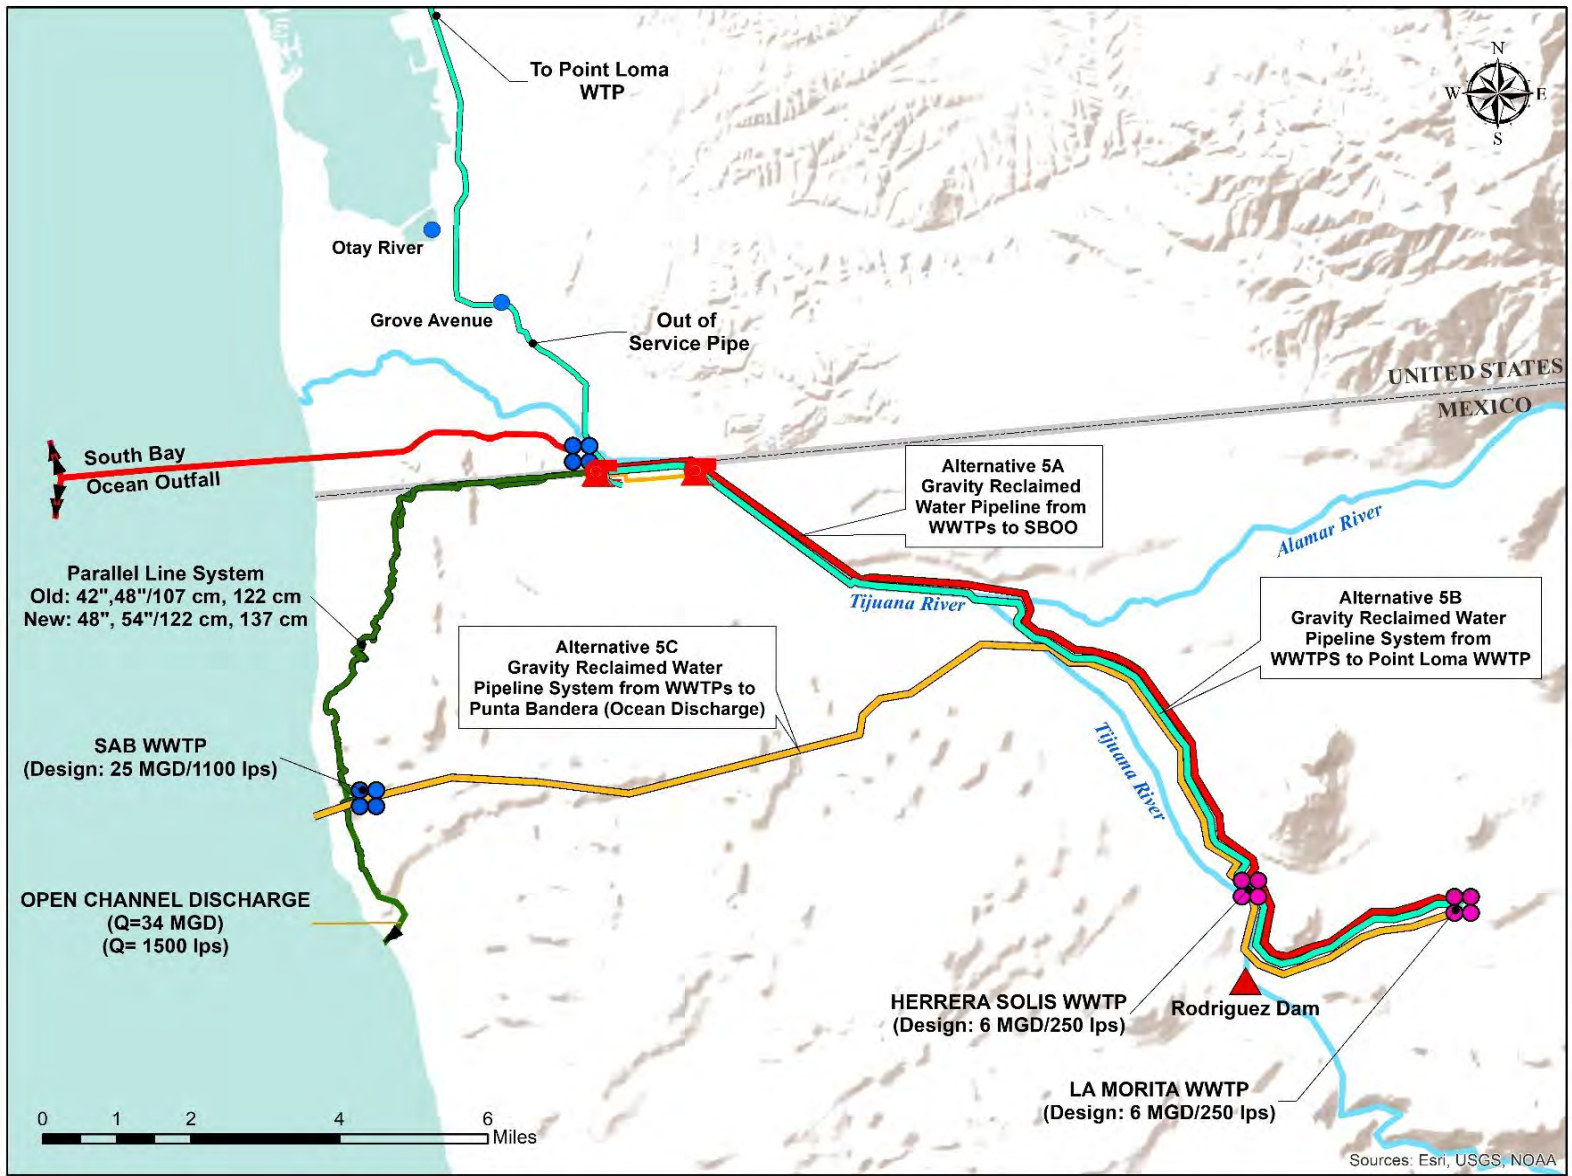 To Point Loma
WTP
N
W
E
S
Otay River
Grove Avenue
Out of
Service Pipe
UNITED STATES
MEXICO
South Bay
Ocean Outfall
Alternative 5A
Gravity Reclaimed
Water Pipeline from
WWTPs to SBOO
Alamar River
Parallel Line System
Old: 42",48"/107 cm, 122 cm
New: 48", 54"/122 cm, 137 cm
Tijuana River
Alternative 5B
Gravity Reclaimed Water
Pipeline System from
WWTPS to Point Loma WWTP
Alternative 5C
Gravity Reclaimed Water
Pipeline System from WWTPs to
Punta Bandera (Ocean Discharge)
Tijuana River
SAB WWTP
(Design: 25 MGD/1100 lps)
OPEN CHANNEL DISCHARGE
(Q=34 MGD)
(Q= 1500 lps)
HERRERA SOLIS WWTP
(Design: 6 MGD/250 lps)
Rodriguez Dam
LA MORITA WWTP
(Design: 6 MGD/250 lps)
0 1 2 4 6
Miles
Sources: Esri, USGS, NOAA